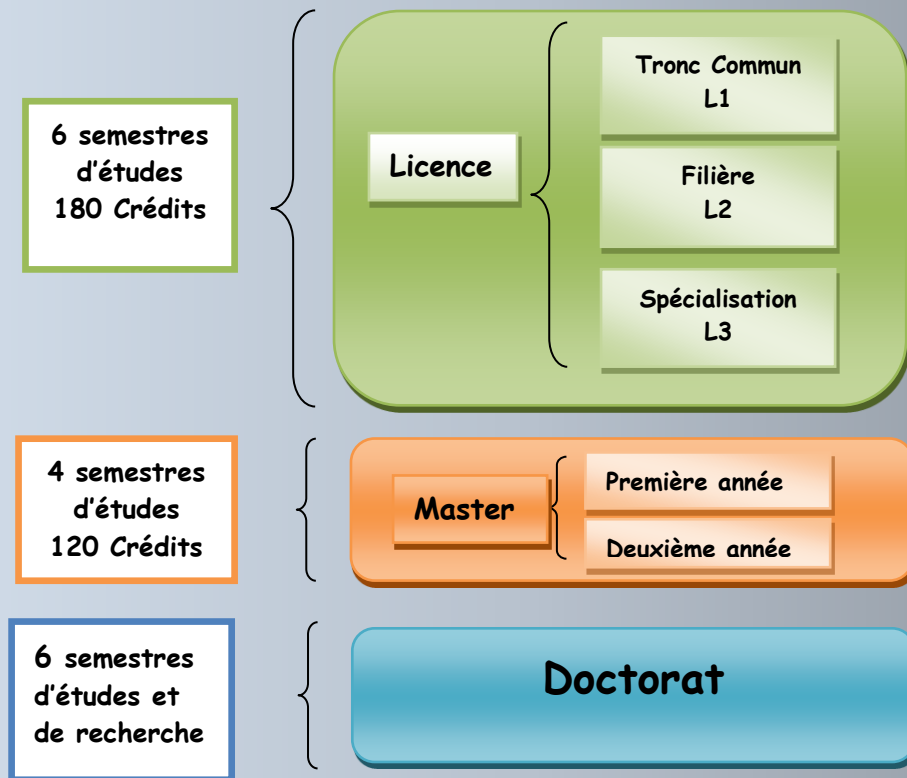 6 semestres
d'études
180 Crédits
Licence
Tronc Commun
L1
Filière
L2
Spécialisation
L3
4 semestres
d'études
120 Crédits
Master
Première année
Deuxième année
6 semestres
d'études et
de recherche
Doctorat